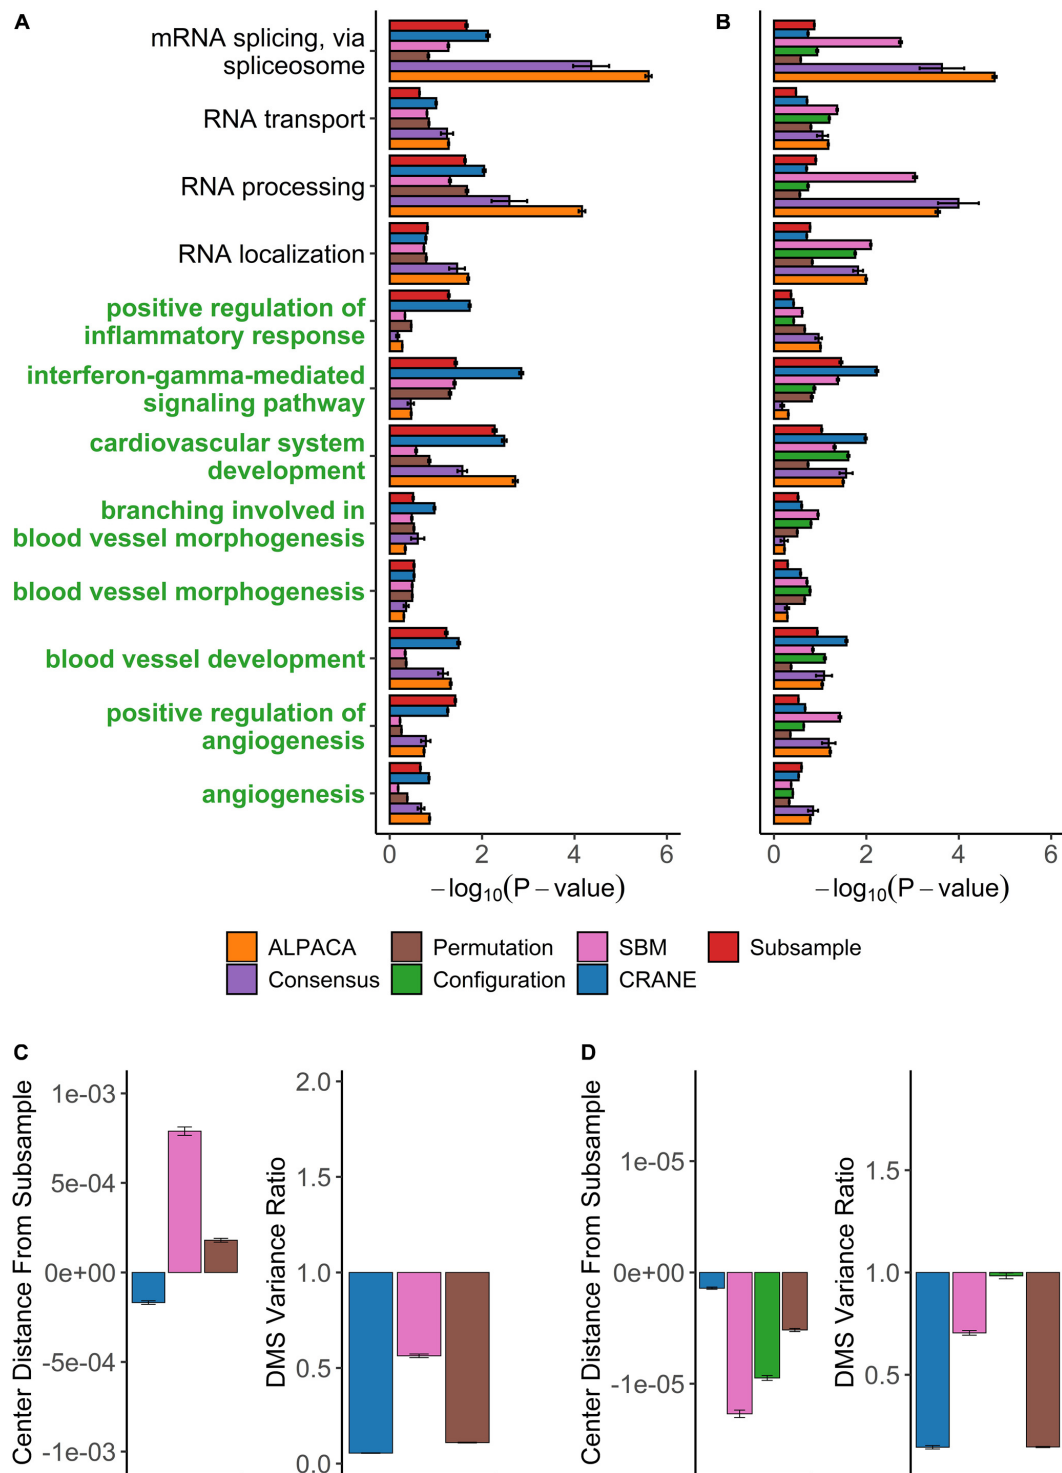 A
B
mRNA splicing, via
spliceosome
RNA transport
RNA processing
RNA localization
positive regulation of
inflammatory response
interferon-gamma-mediated
signaling pathway
cardiovascular system
development
branching involved in
blood vessel morphogenesis
blood vessel morphogenesis
blood vessel development
positive regulation of
angiogenesis
angiogenesis
0 2 4 6
0 2 4 6
−log10(P−value)
−log10(P−value)
ALPACA Permutation SBM Subsample
Consensus Configuration CRANE
C
D
Center Distance From Subsample
1e-03
5e-04
0e+00
-5e-04
-1e-03
DMS Variance Ratio
2.0
1.5
1.0
0.5
0.0
Center Distance From Subsample
1e-05
0e+00
-1e-05
DMS Variance Ratio
1.5
1.0
0.5